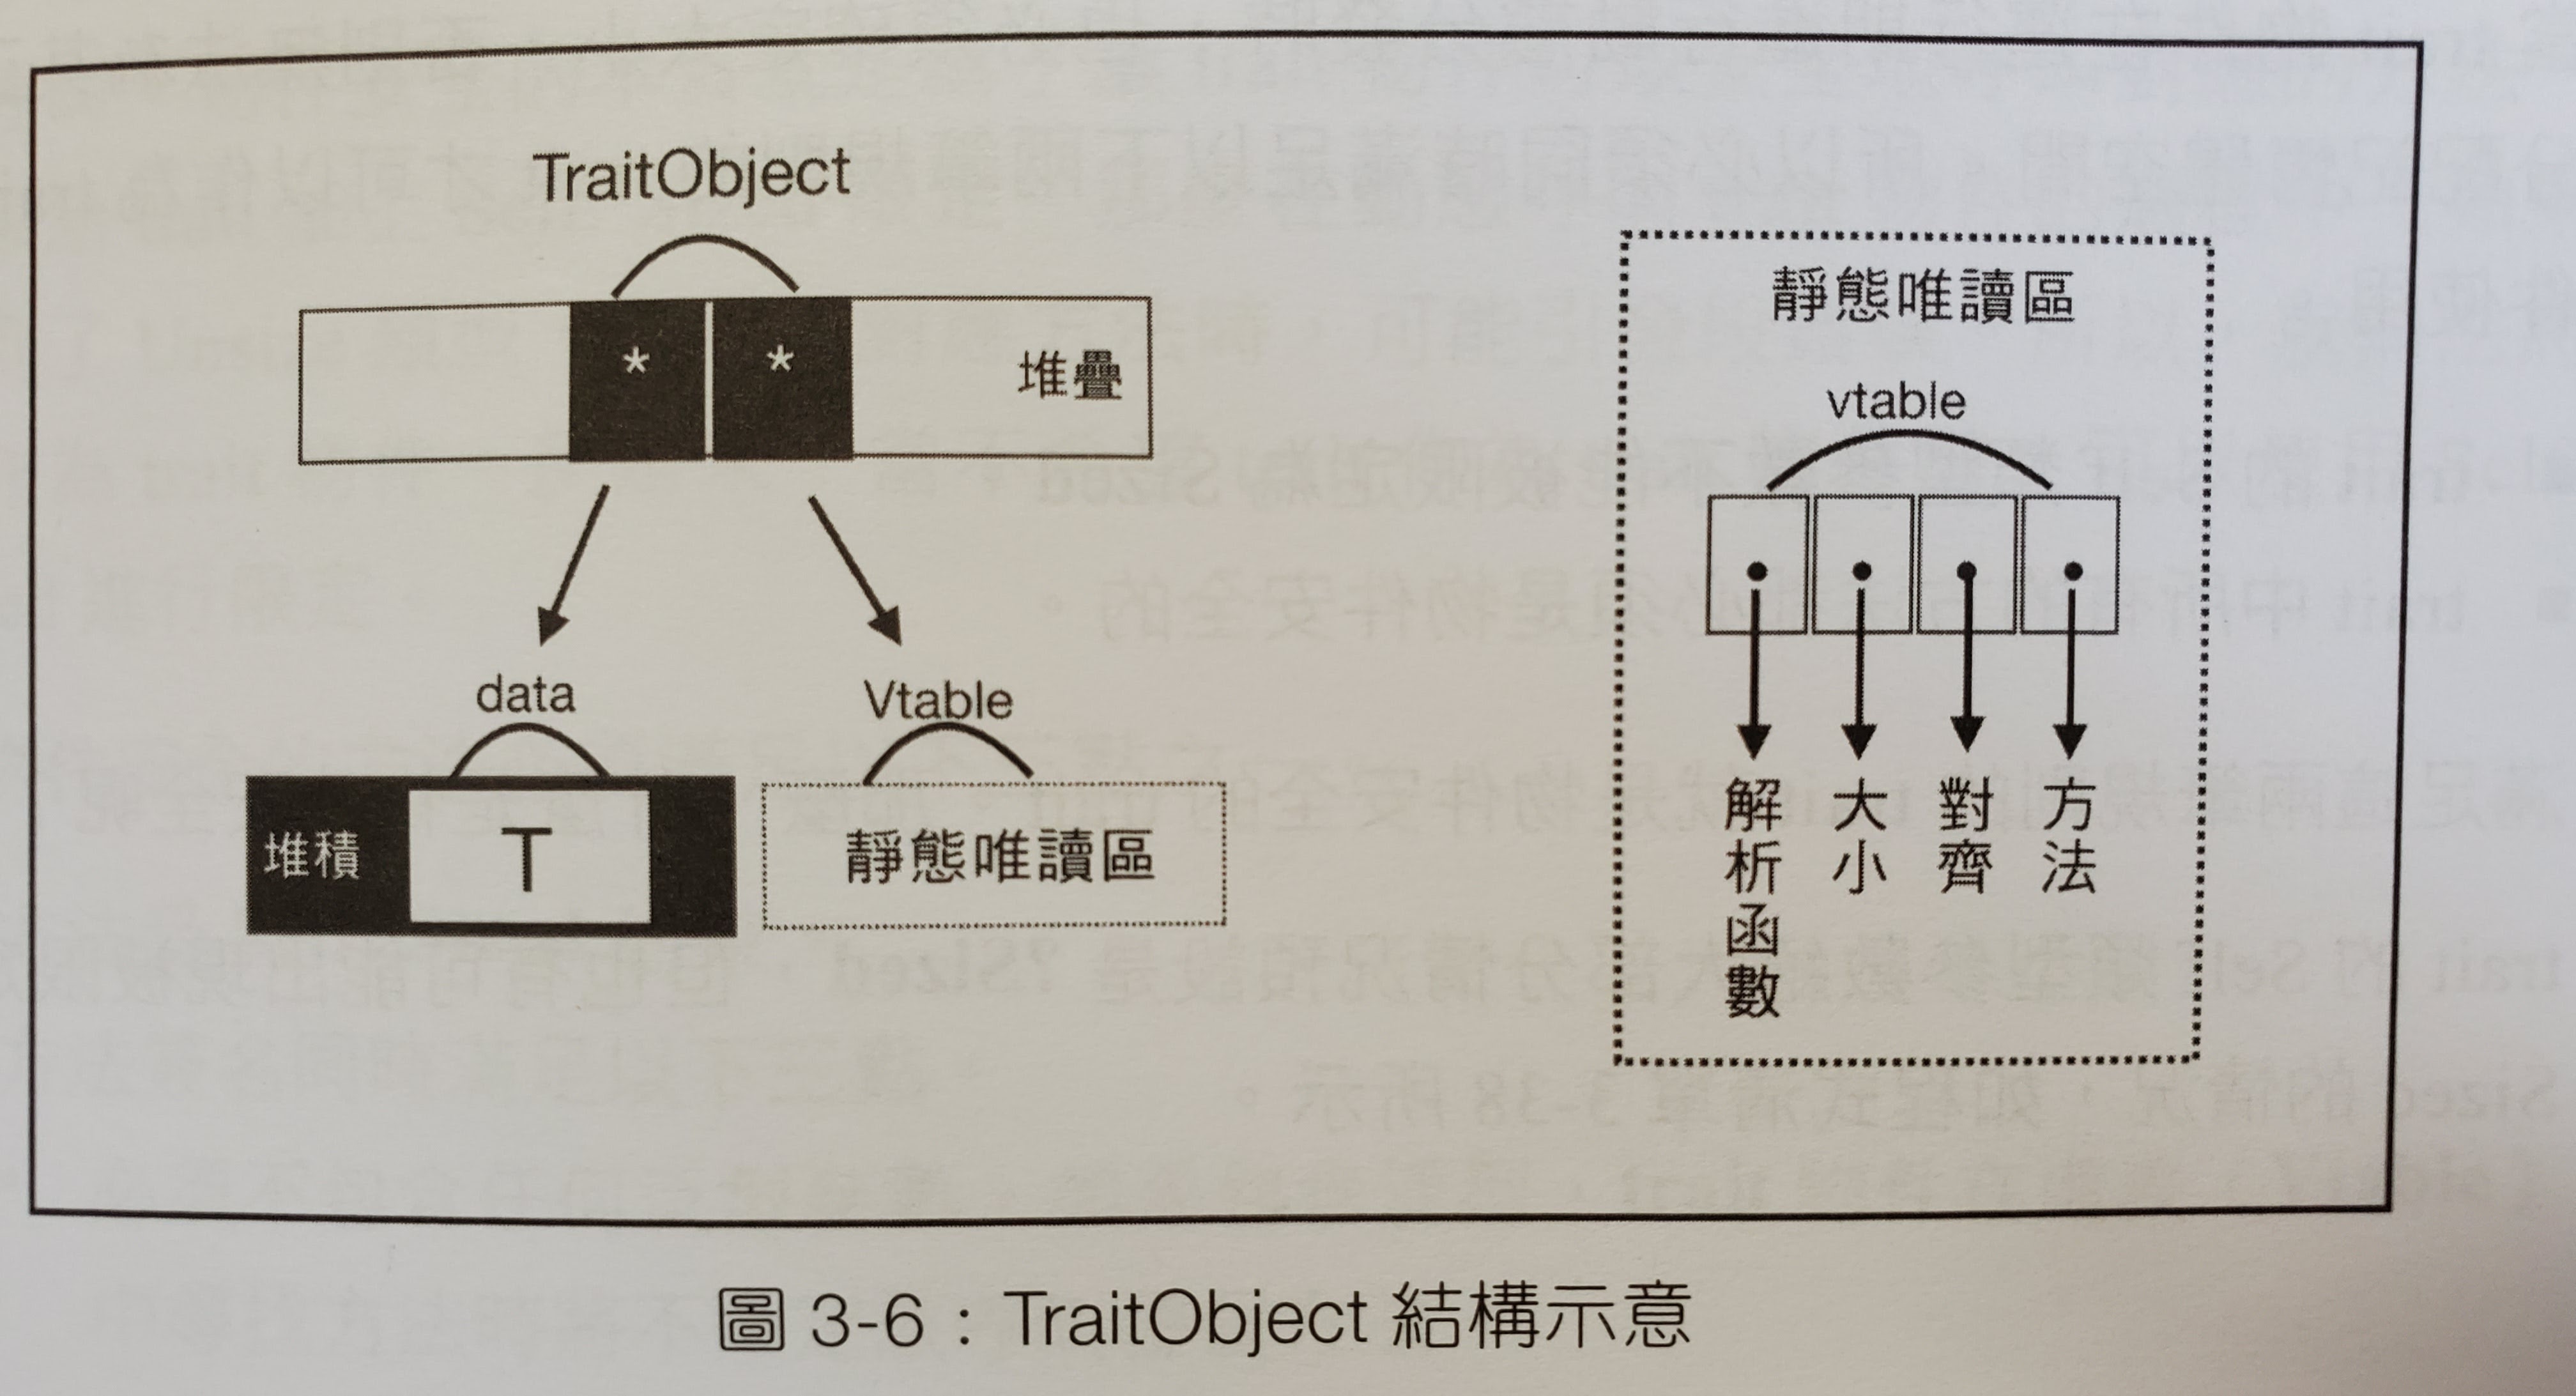 TraitObject
* *
堆疊
data
Vtable
堆積
T
靜態唯讀區
靜態唯讀區
vtable
解析函數
大小
對齊
方法
圖 3-6：TraitObject 結構示意